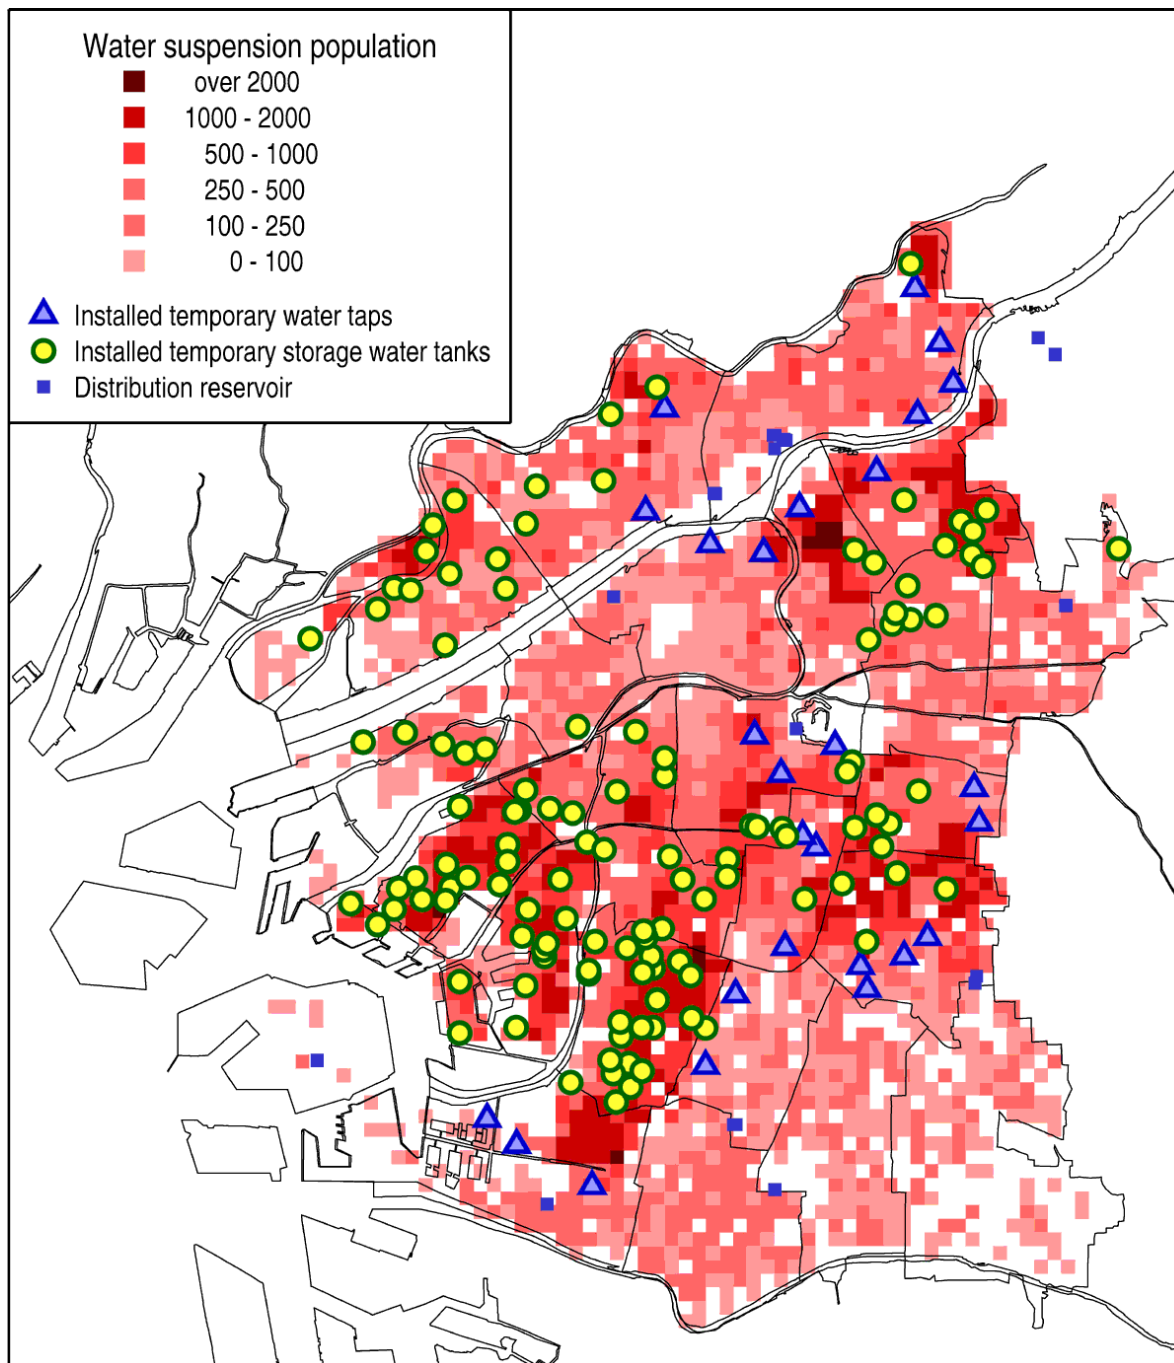 Water suspension population
over 2000
1000 - 2000
500 - 1000
250 - 500
100 - 250
0 - 100
Installed temporary water taps
Installed temporary storage water tanks
Distribution reservoir